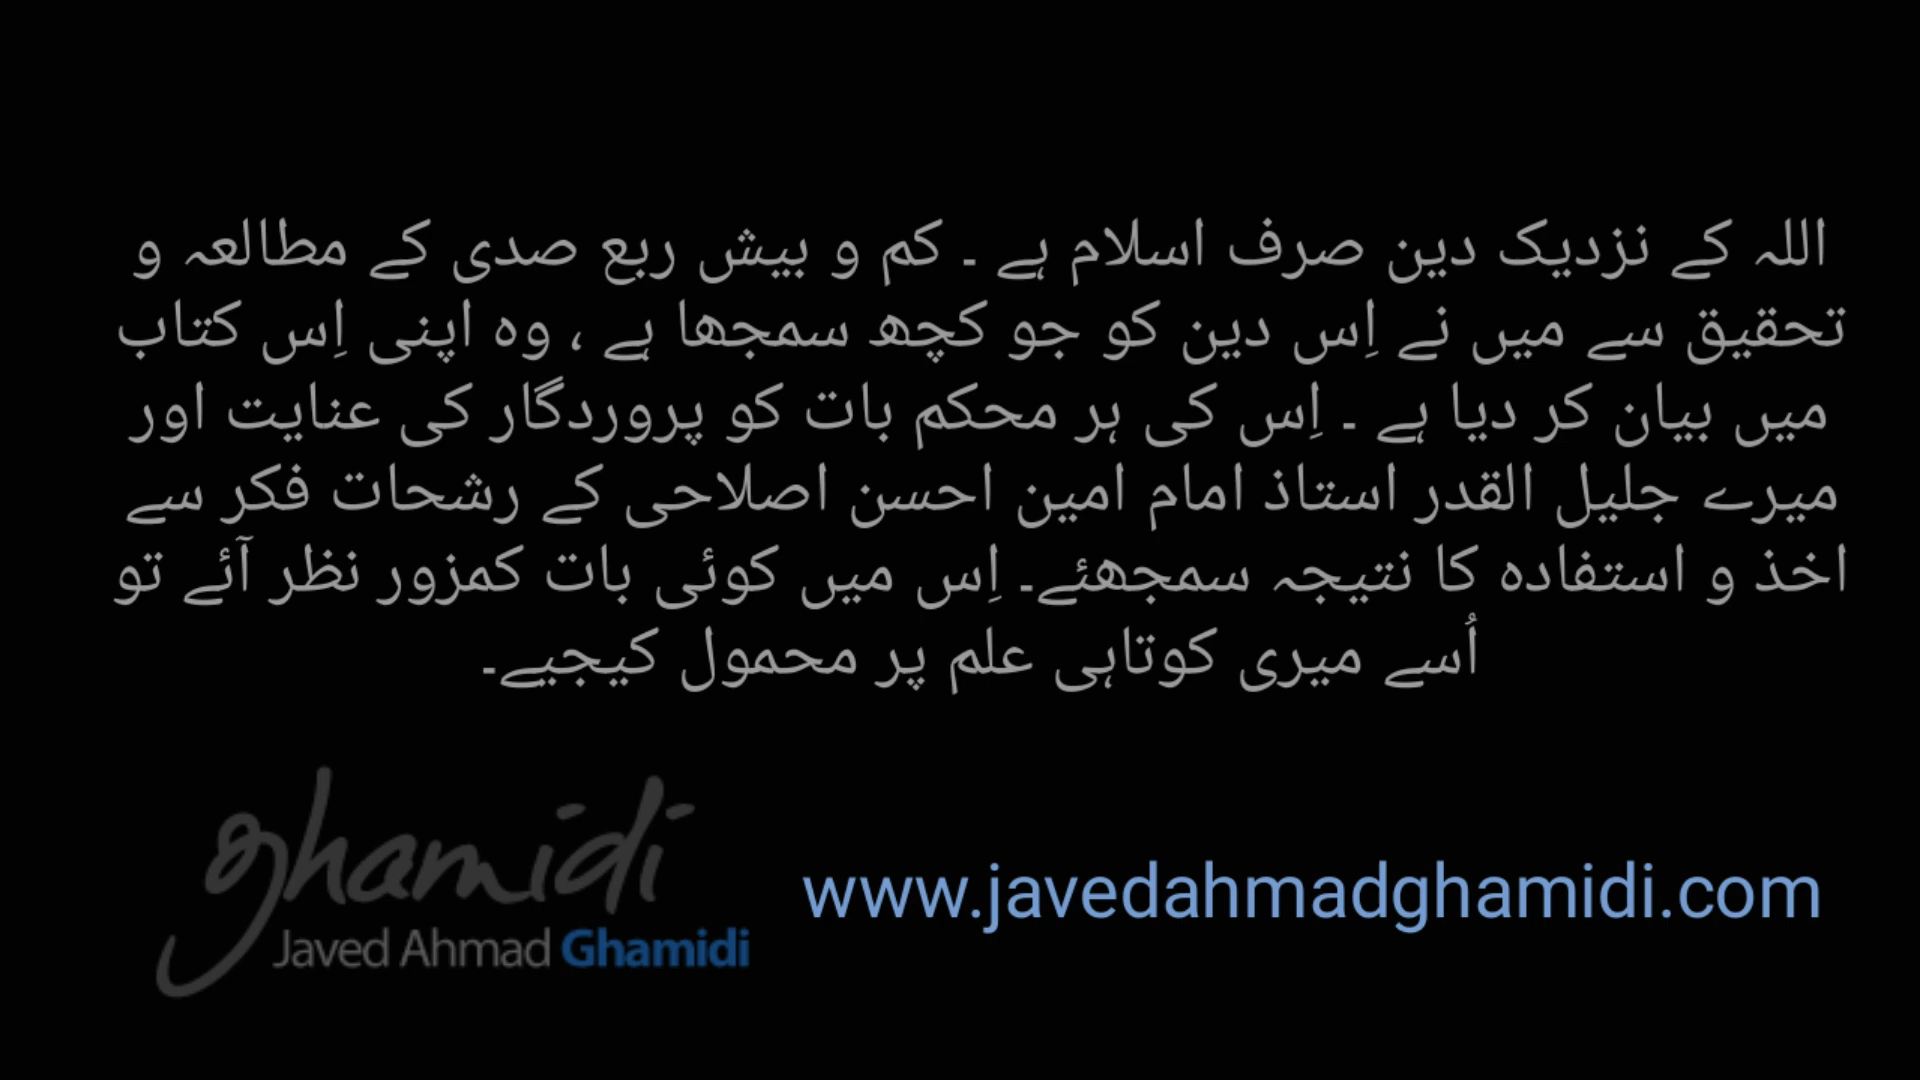 اللہ کے نزدیک دین صرف اسلام ہے ۔ کم و بیش ربع صدی کے مطالعہ و
تحقیق سے میں نے اِس دین کو جو کچھ سمجھا ہے ، وہ اپنی اِس کتاب
میں بیان کر دیا ہے ۔ اِس کی ہر محکم بات کو پروردگار کی عنایت اور
میرے جلیل القدر استاذ امام امین احسن اصلاحی کے رشحات فکر سے
اخذ و استفادہ کا نتیجہ سمجھئے۔ اِس میں کوئی بات کمزور نظر آئے تو
اُسے میری کوتاہی علم پر محمول کیجیے۔
ghamidi
Javed Ahmad Ghamidi
www.javedahmadghamidi.com